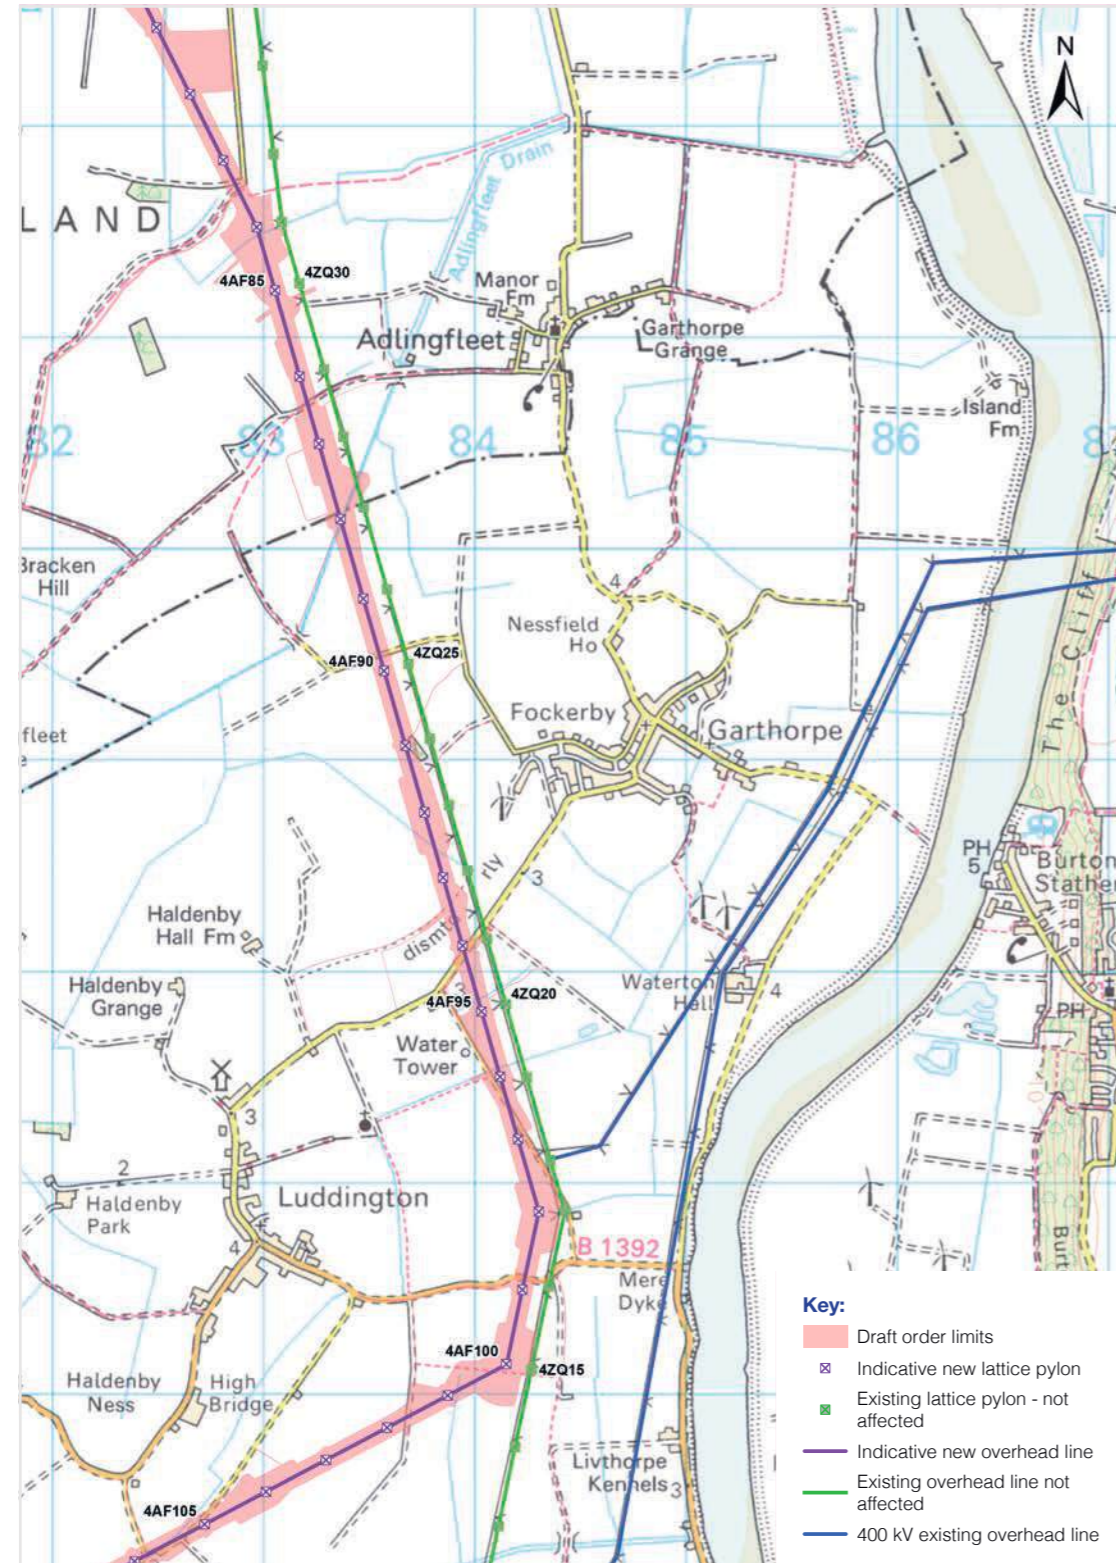 N
Adlingfleet Drain
LAND
4AF85
4ZQ30
Manor
Fm
Adlingfleet
Garthorpe
Grange
Island
Fm
82
83
84
85
86
Bracken
Hill
4
Nessfield
Ho
4AF90
4ZQ25
The Cliff
fleet
Fockerby
Garthorpe
PH
5
Burton
Stather
rly
3
dismtd
Haldenby
Hall Fm
Haldenby
Grange
4AF95
4ZQ20
Waterton
Hall
4
PH
Water
Tower
3
2
Haldenby
Park
Luddington
4
B 1392
Mere
Dyke
Burt
4AF100
4ZQ15
Haldenby
Ness
High
Bridge
Livthorpe
Kennels
3
4AF105
Key:
Draft order limits
Indicative new lattice pylon
Existing lattice pylon - not
affected
Indicative new overhead line
Existing overhead line not
affected
400 kV existing overhead line